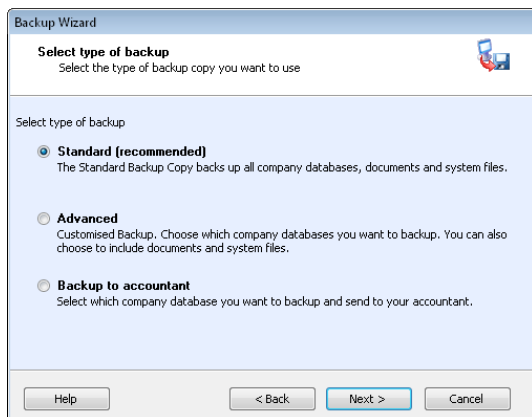 Backup Wizard
Select type of backup
Select the type of backup copy you want to use
Select type of backup
Standard (recommended)
The Standard Backup Copy backs up all company databases, documents and system files.
Advanced
Customised Backup. Choose which company databases you want to backup. You can also
choose to include documents and system files.
Backup to accountant
Select which company database you want to backup and send to your accountant.
Help
< Back
Next >
Cancel